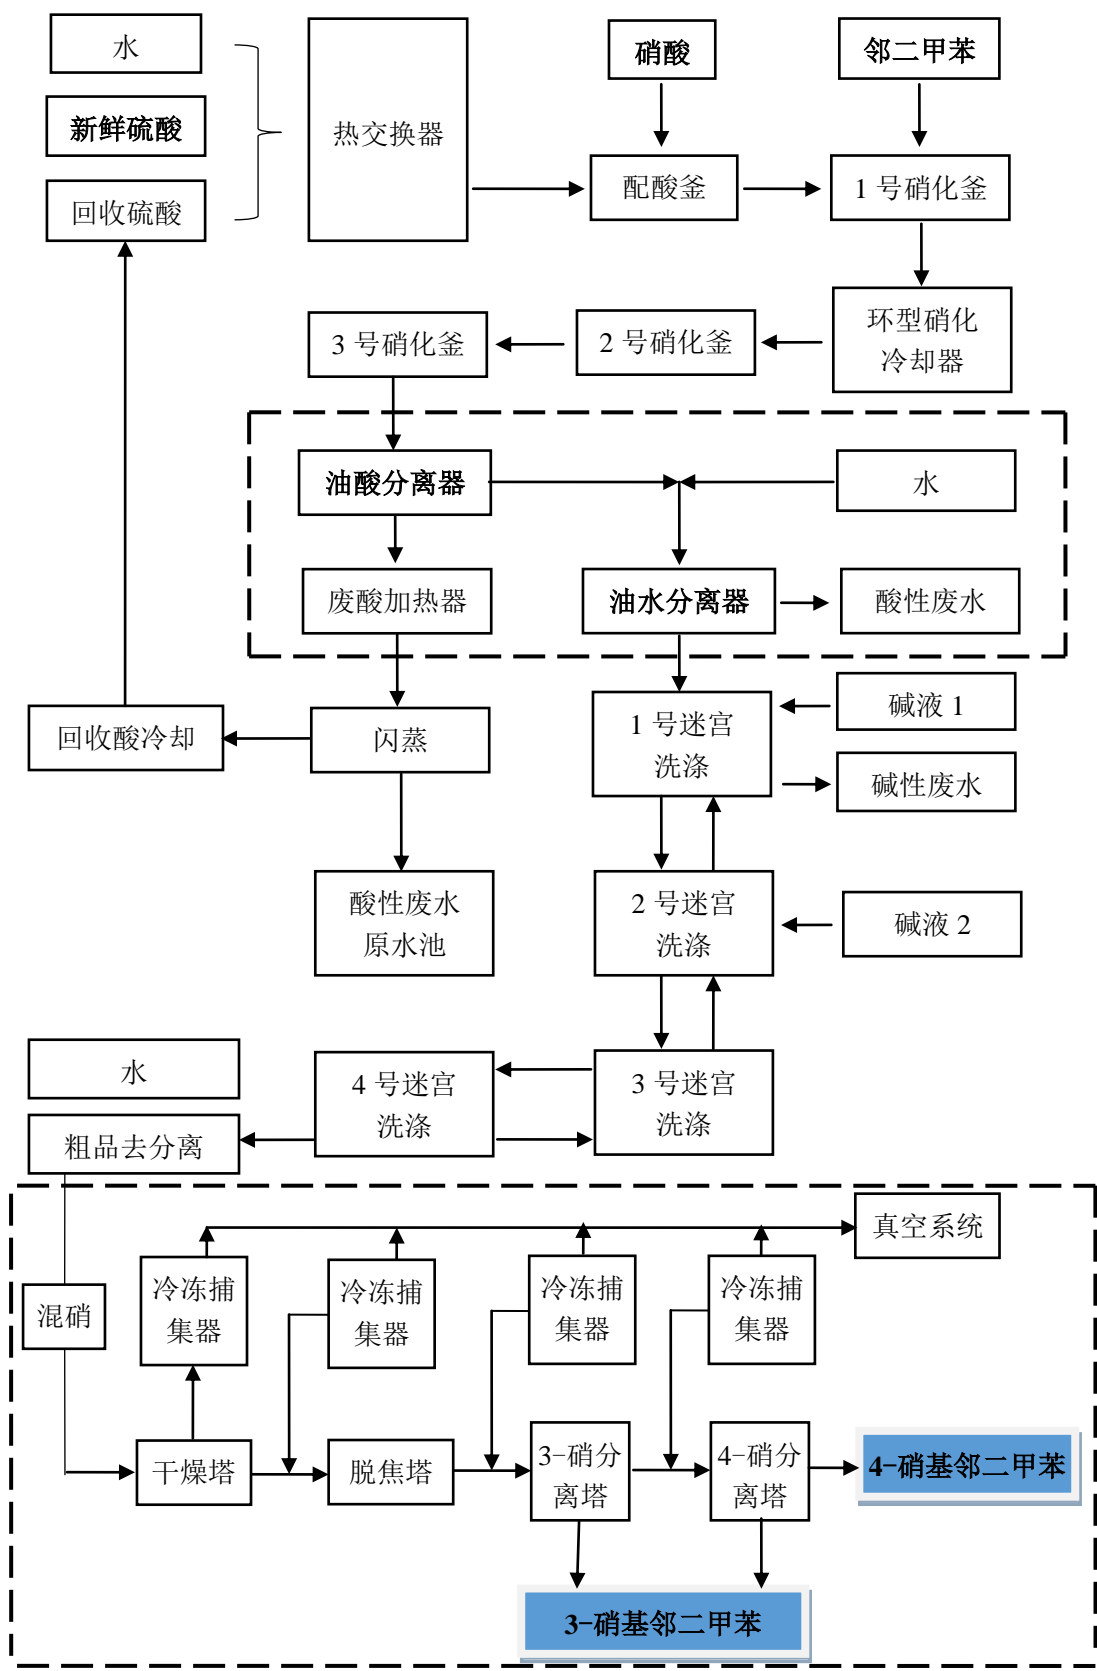 水
新鲜硫酸
回收硫酸
热交换器
硝酸
邻二甲苯
配酸釜
1 号硝化釜
3 号硝化釜
2 号硝化釜
环型硝化
冷却器
油酸分离器
水
废酸加热器
油水分离器
酸性废水
回收酸冷却
闪蒸
1 号迷宫
洗涤
碱液 1
碱性废水
酸性废水
原水池
2 号迷宫
洗涤
碱液 2
水
粗品去分离
4 号迷宫
洗涤
3 号迷宫
洗涤
真空系统
混硝
冷冻捕
集器
冷冻捕
集器
冷冻捕
集器
冷冻捕
集器
干燥塔
脱焦塔
3-硝分
离塔
4-硝分
离塔
4-硝基邻二甲苯
3-硝基邻二甲苯